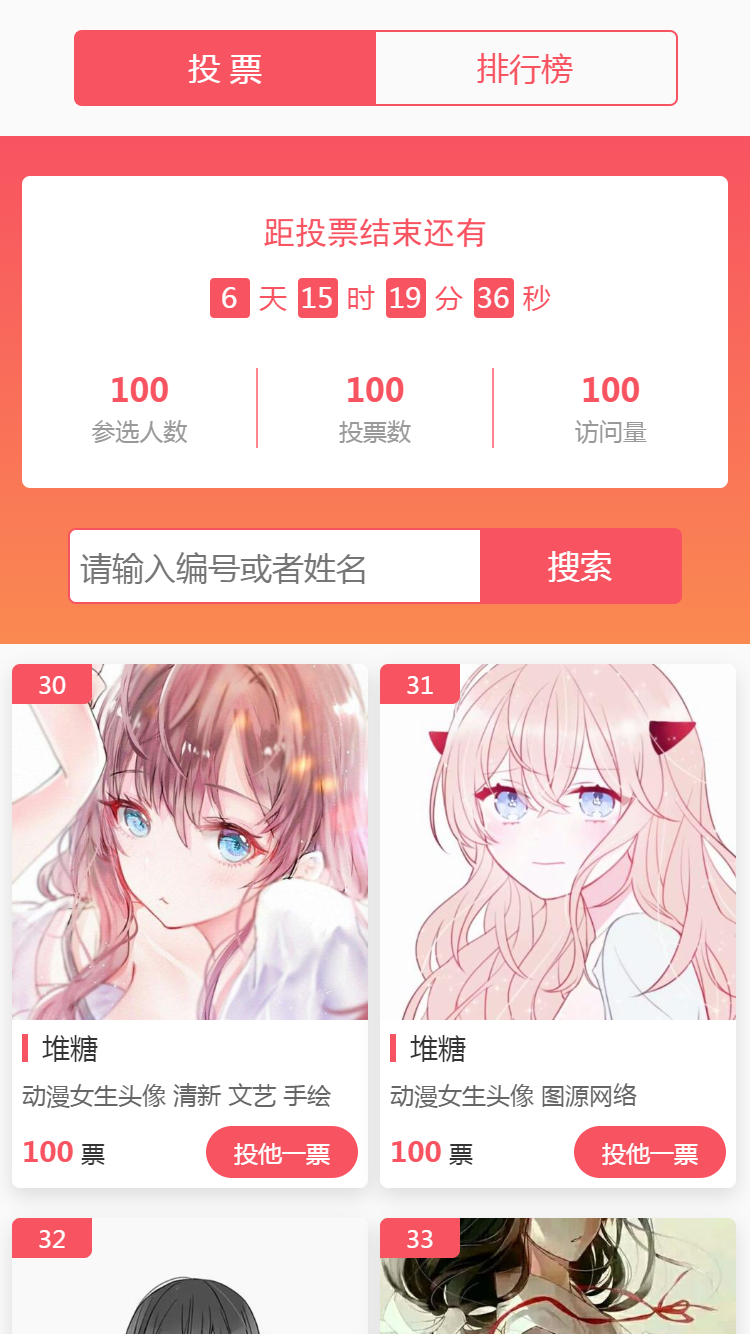 投 票
排行榜
距投票结束还有
6 天 15 时 19 分 36 秒
100
100
100
参选人数
投票数
访问量
请输入编号或者姓名
搜索
30
31
堆糖
动漫女生头像 清新 文艺 手绘
100 票
投他一票
堆糖
动漫女生头像 图源网络
100 票
投他一票
32
33